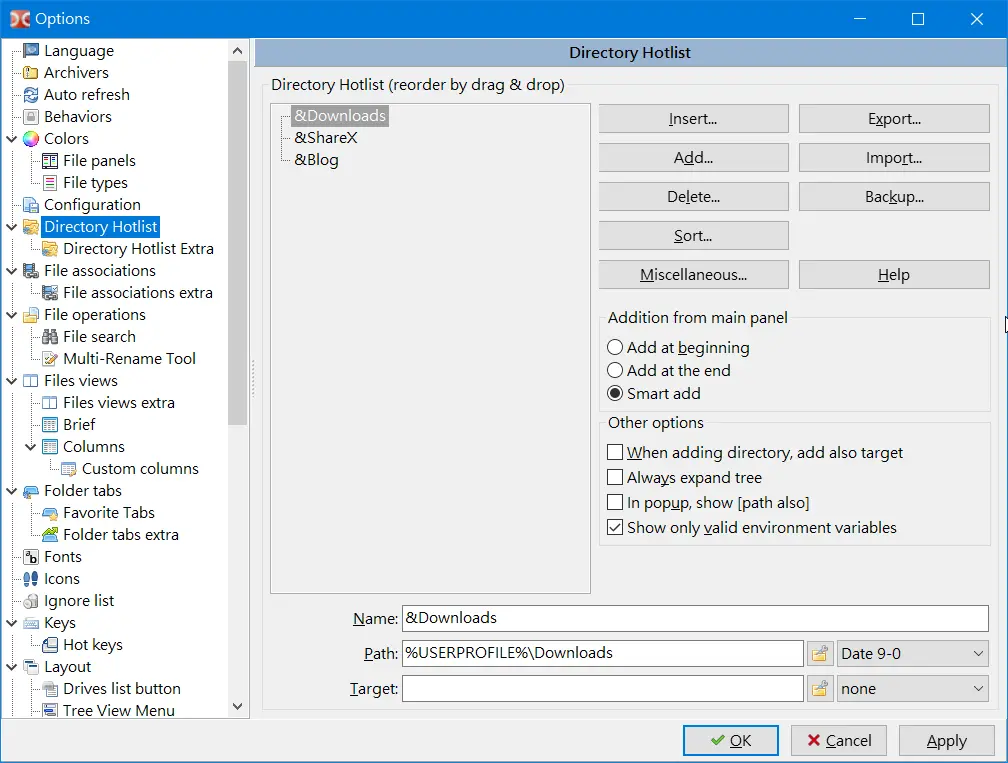 Options
Language
Archivers
Auto refresh
Behaviors
Colors
File panels
File types
Configuration
Directory Hotlist
Directory Hotlist Extra
File associations
File associations extra
File operations
File search
Multi-Rename Tool
Files views
Files views extra
Brief
Columns
Custom columns
Folder tabs
Favorite Tabs
Folder tabs extra
Fonts
Icons
Ignore list
Keys
Hot keys
Layout
Drives list button
Tree View Menu
Directory Hotlist
Directory Hotlist (reorder by drag & drop)
&Downloads
&ShareX
&Blog
Insert... Export...
Add... Import...
Delete... Backup...
Sort...
Miscellaneous... Help
Addition from main panel
Add at beginning
Add at the end
Smart add
Other options
When adding directory, add also target
Always expand tree
In popup, show [path also]
Show only valid environment variables
Name: &Downloads
Path: %USERPROFILE%\Downloads Date 9-0
Target: none
OK Cancel Apply